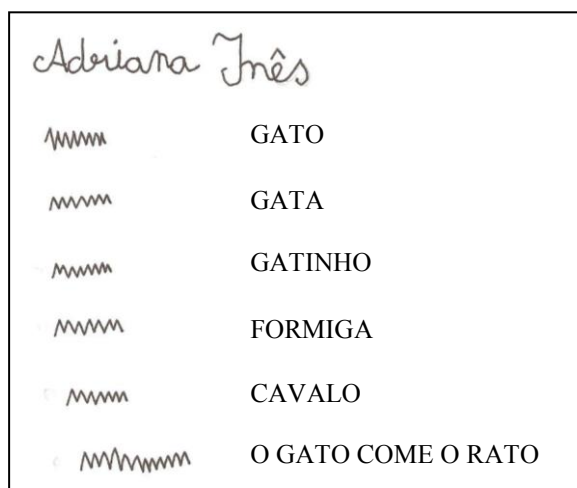 Adriana Inês
GATO
GATA
GATINHO
FORMIGA
CAVALO
O GATO COME O RATO